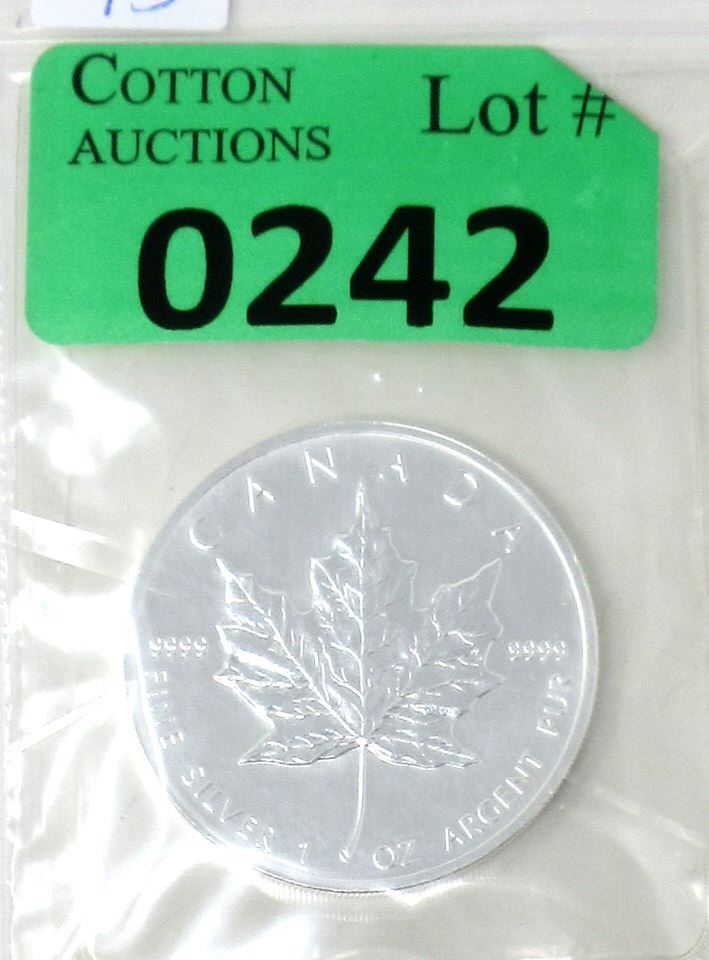 COTTON
AUCTIONS
Lot #
0242
CANADA
9999
9999
FINE SILVER 1 OZ ARGENT PUR